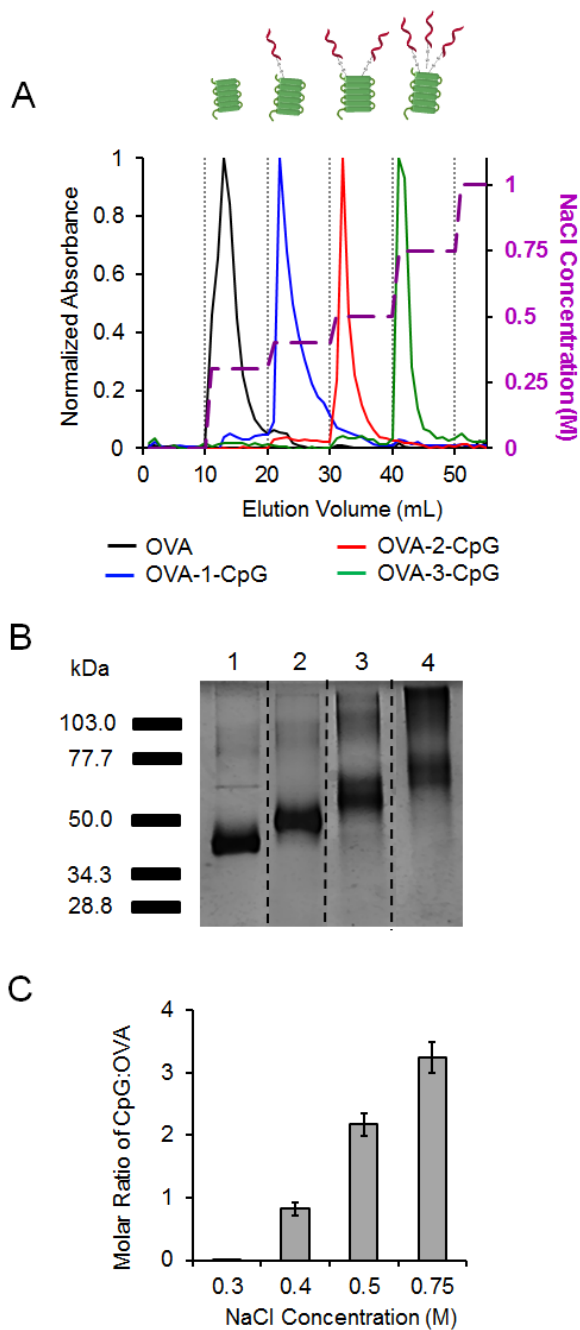 A
Normalized Absorbance
1
0.8
0.6
0.4
0.2
0
1
0.75
0.5
0.25
0
NaCl Concentration (M)
0 10 20 30 40 50
Elution Volume (mL)
OVA OVA-2-CpG
OVA-1-CpG OVA-3-CpG
B
kDa 1 2 3 4
103.0
77.7
50.0
34.3
28.8
C
Molar Ratio of CpG:OVA
4
3
2
1
0
0.3 0.4 0.5 0.75
NaCl Concentration (M)